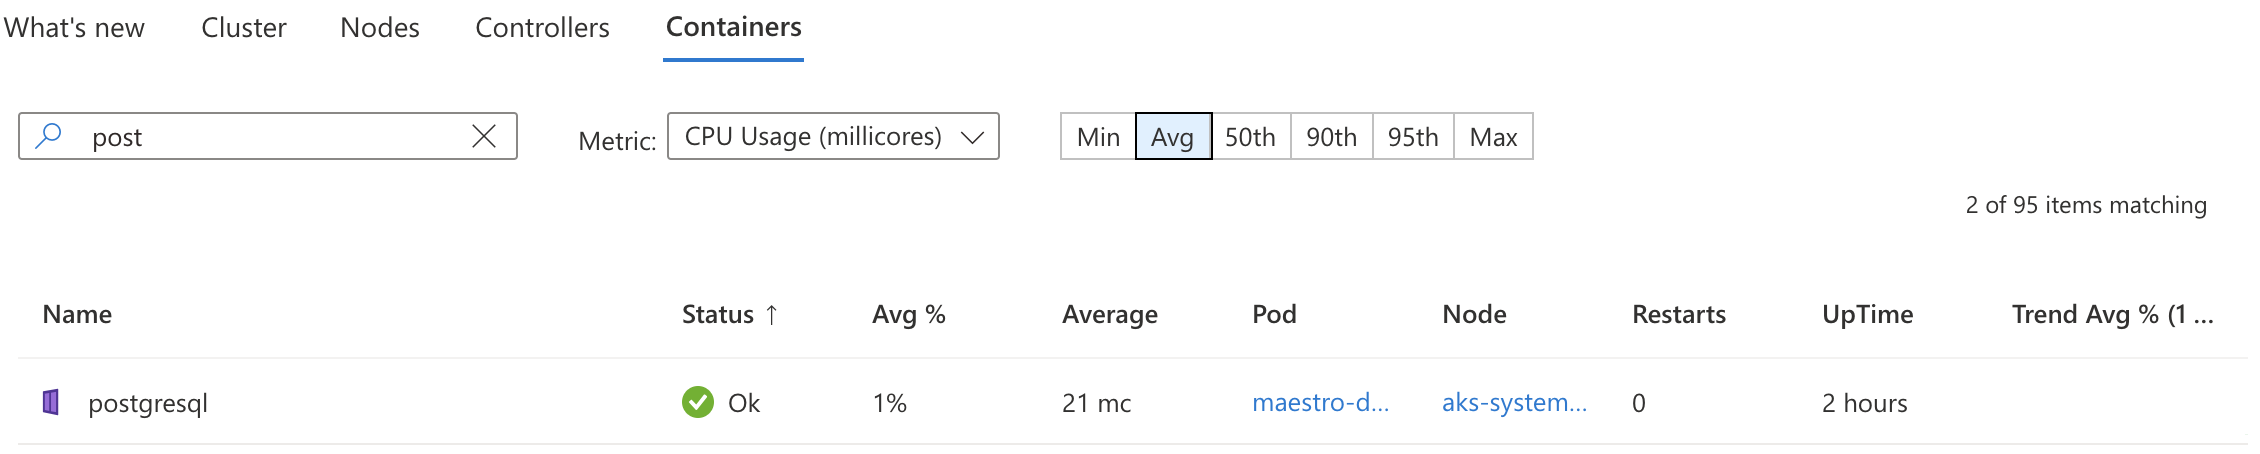 What's new Cluster Nodes Controllers Containers
post Metric: CPU Usage (millicores) Min Avg 50th 90th 95th Max
2 of 95 items matching
Name Status ↑ Avg % Average Pod Node Restarts UpTime Trend Avg % (1 ...
postgresql Ok 1% 21 mc maestro-d... aks-system... 0 2 hours